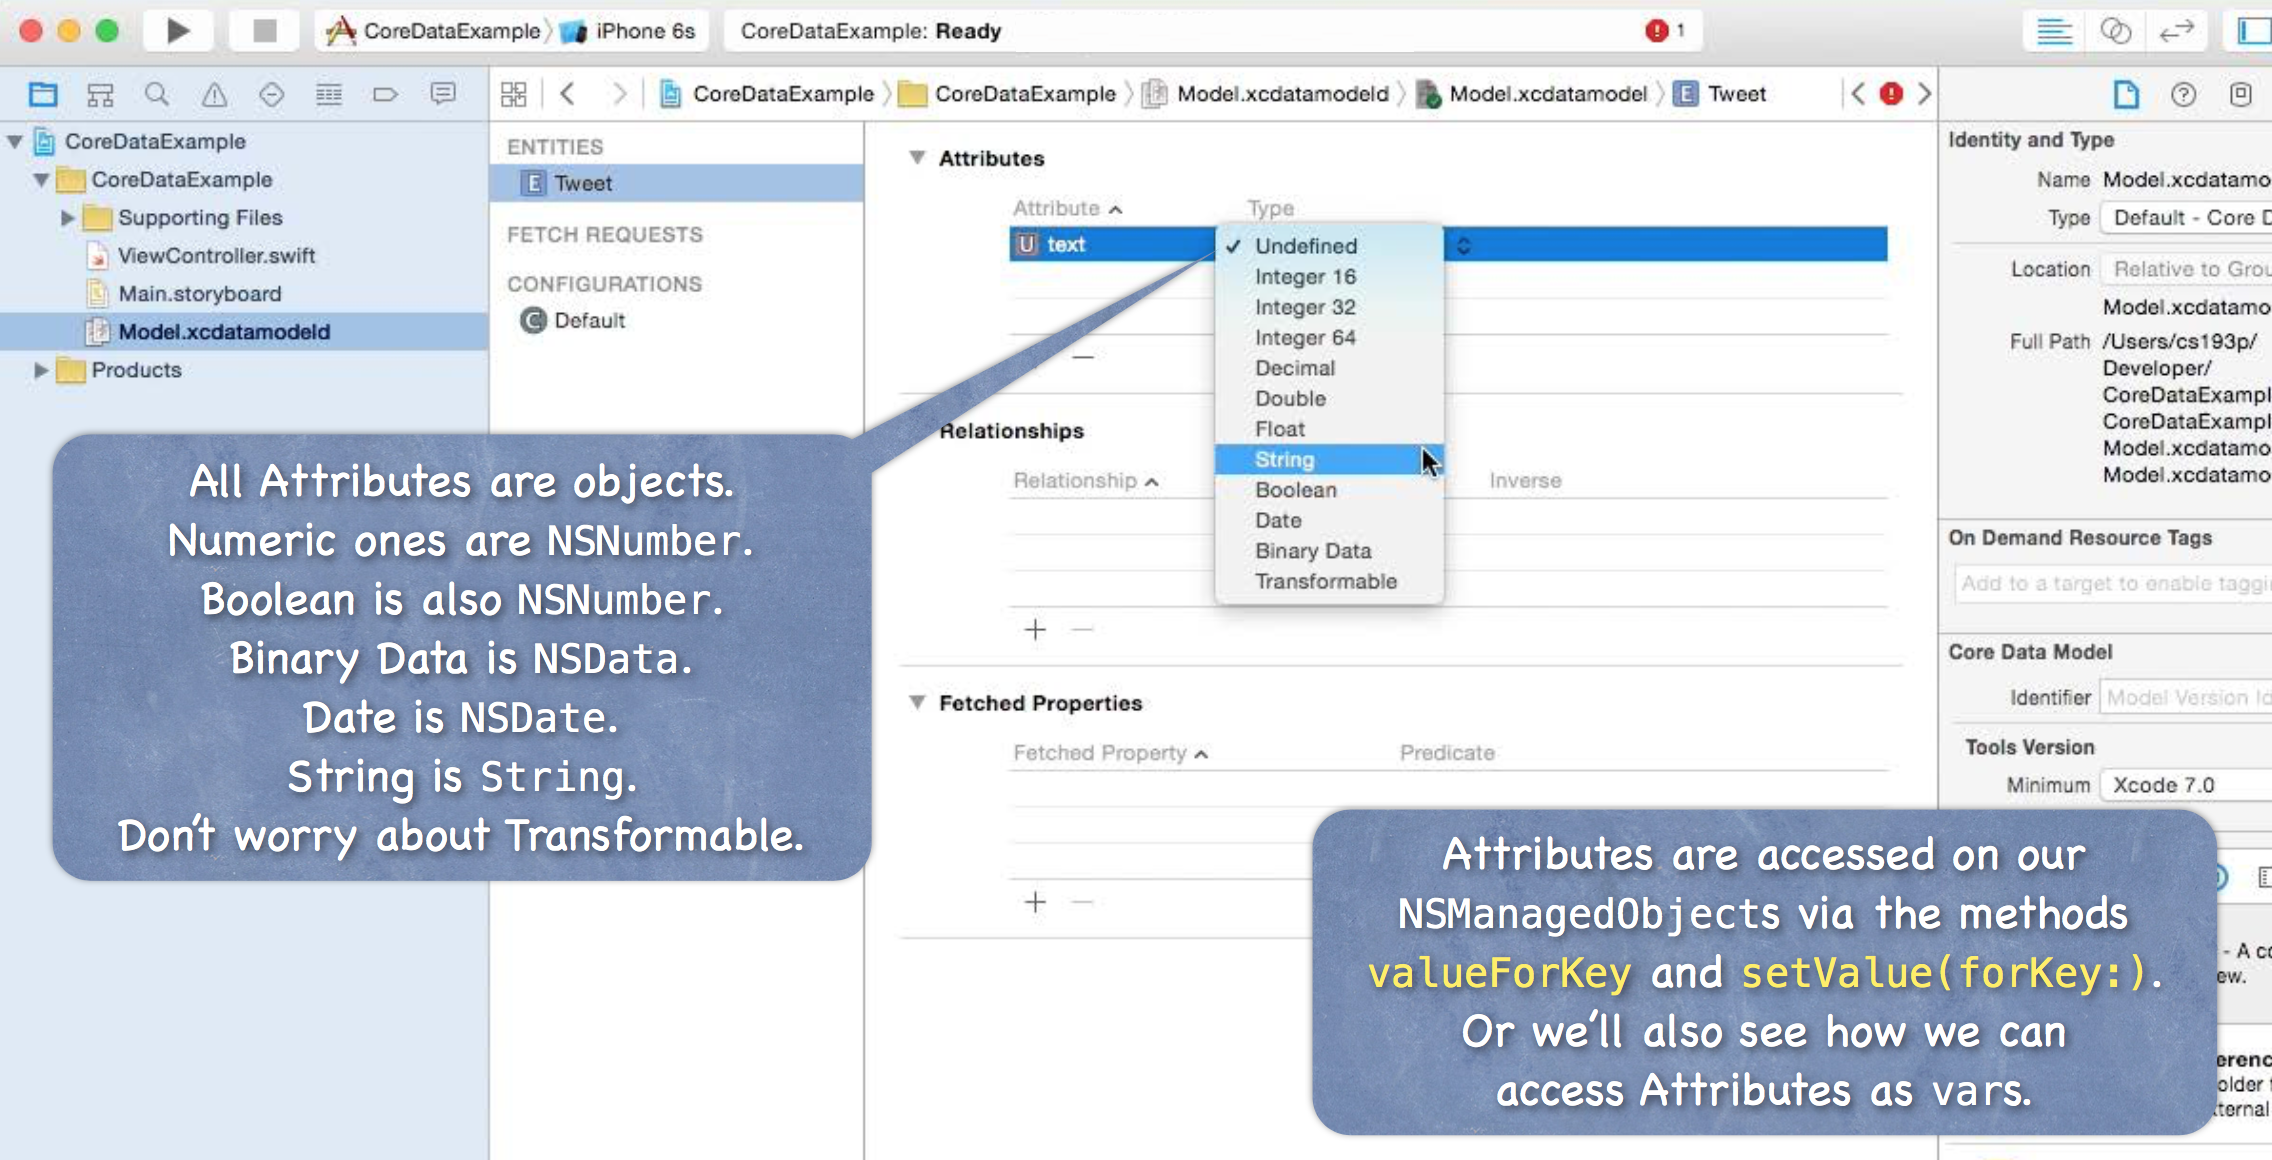 CoreDataExample iPhone 6s CoreDataExample: Ready 1
CoreDataExample CoreDataExample Model.xcdatamodeld Model.xcdatamodel E Tweet
CoreDataExample
CoreDataExample
Supporting Files
ViewController.swift
Main.storyboard
Model.xcdatamodeld
Products
ENTITIES
E Tweet
FETCH REQUESTS
CONFIGURATIONS
C Default
Attributes
Attribute Type
U text
✓ Undefined
Integer 16
Integer 32
Integer 64
Decimal
Double
Float
String
Boolean
Date
Binary Data
Transformable
Relationships
Relationship Inverse
+ −
Fetched Properties
Fetched Property Predicate
+ −
All Attributes are objects.
Numeric ones are NSNumber.
Boolean is also NSNumber.
Binary Data is NSData.
Date is NSDate.
String is String.
Don't worry about Transformable.
Attributes are accessed on our
NSManagedObjects via the methods
valueForKey and setValue(forKey:).
Or we'll also see how we can
access Attributes as vars.
Identity and Type
Name Model.xcdatamo
Type Default - Core D
Location Relative to Grou
Model.xcdatamo
Full Path /Users/cs193p/
Developer/
CoreDataExampl
CoreDataExampl
Model.xcdatamo
Model.xcdatamo
On Demand Resource Tags
Add to a target to enable taggi
Core Data Model
Identifier Model Version Id
Tools Version
Minimum Xcode 7.0
- A co
ew.
erenc
older f
ternal